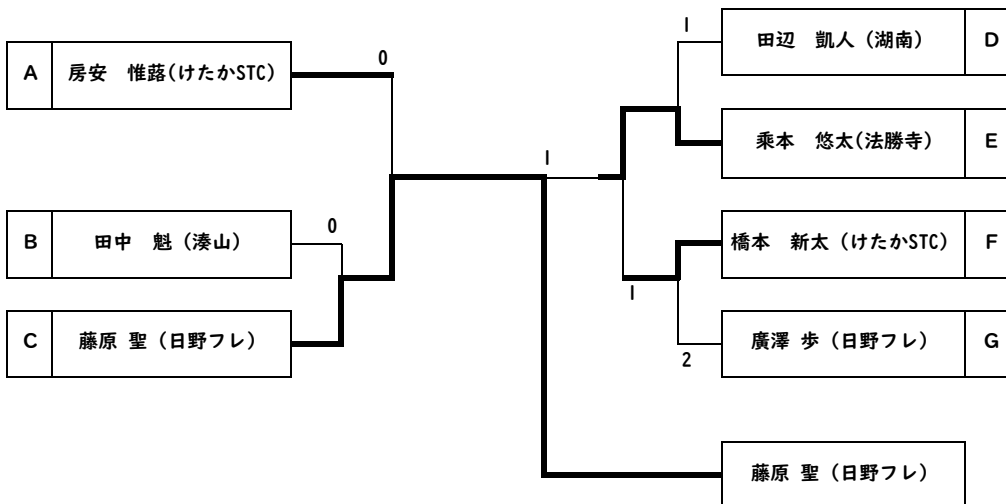 A 房安 惟蕗(けたかSTC)
0
B 田中 魁(湊山)
0
C 藤原 聖(日野フレ)
1
1
田辺 凱人(湖南) D
乘本 悠太(法勝寺) E
橋本 新太(けたかSTC) F
1
廣澤 歩(日野フレ) G
2
藤原 聖(日野フレ)